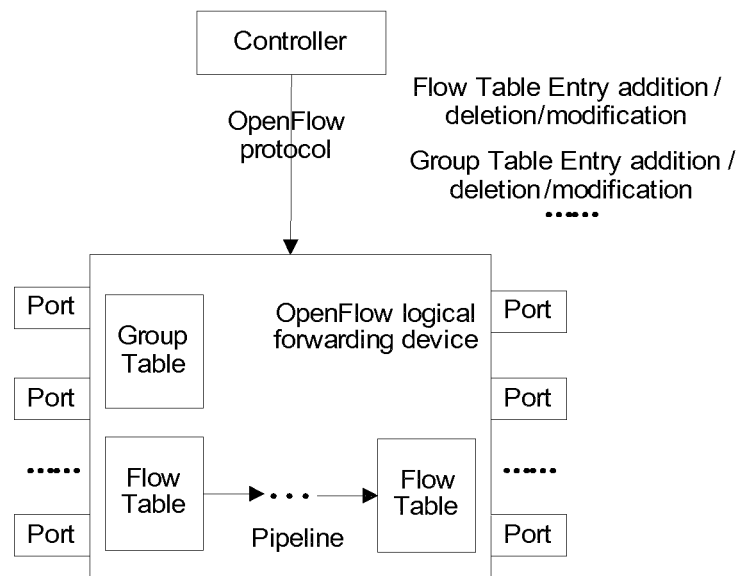 Controller
OpenFlow
protocol
Flow Table Entry addition /
deletion/modification
Group Table Entry addition /
deletion/modification
......
Port
Port
......
Port
Group
Table
OpenFlow logical
forwarding device
Flow
Table
...
Pipeline
Flow
Table
Port
Port
......
Port